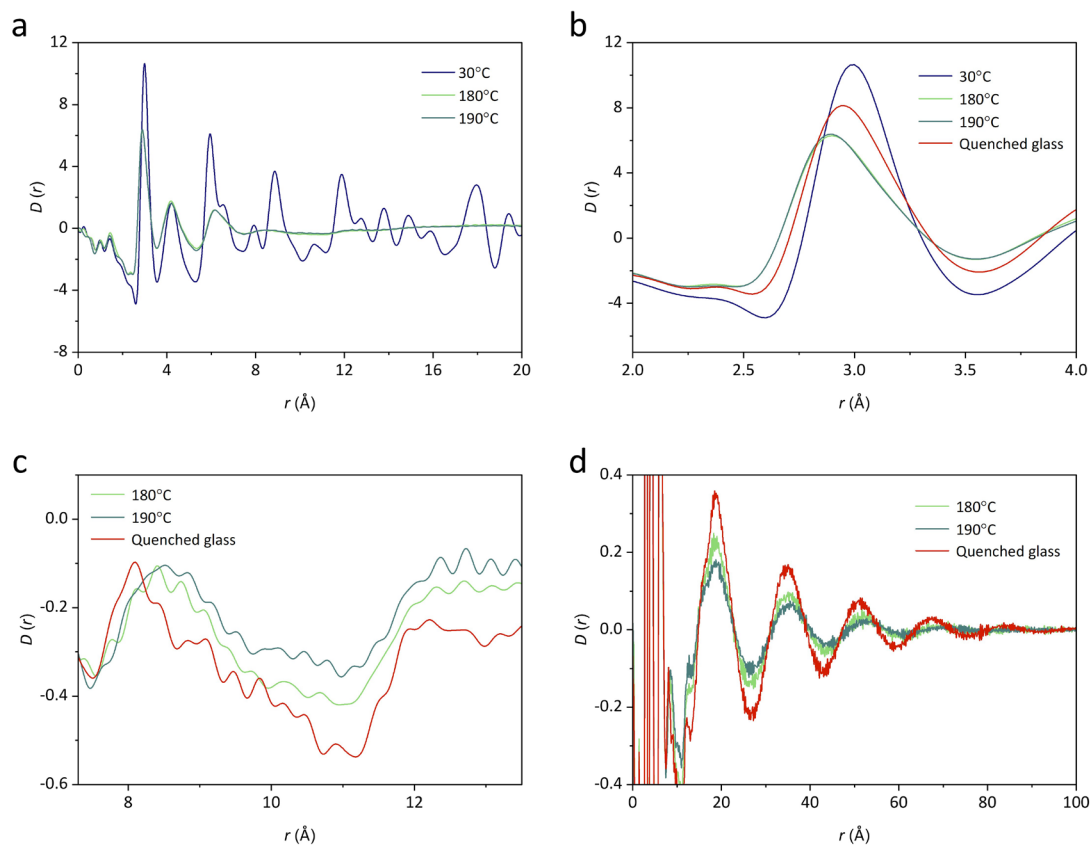 a
12
8
4
0
-4
-8
D (r)
30°C
180°C
190°C
0
4
8
12
16
20
r (Å)
b
12
8
4
0
-4
D (r)
30°C
180°C
190°C
Quenched glass
2.0
2.5
3.0
3.5
4.0
r (Å)
c
0.0
-0.2
-0.4
-0.6
D (r)
180°C
190°C
Quenched glass
8
10
12
r (Å)
d
0.4
0.2
0.0
-0.2
-0.4
D (r)
180°C
190°C
Quenched glass
0
20
40
60
80
100
r (Å)